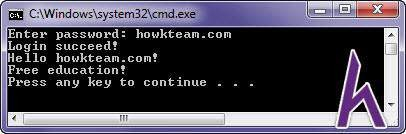 C:\Windows\system32\cmd.exe
Enter password: howkteam.com
Login succeed!
Hello howkteam.com!
Free education!
Press any key to continue . . .